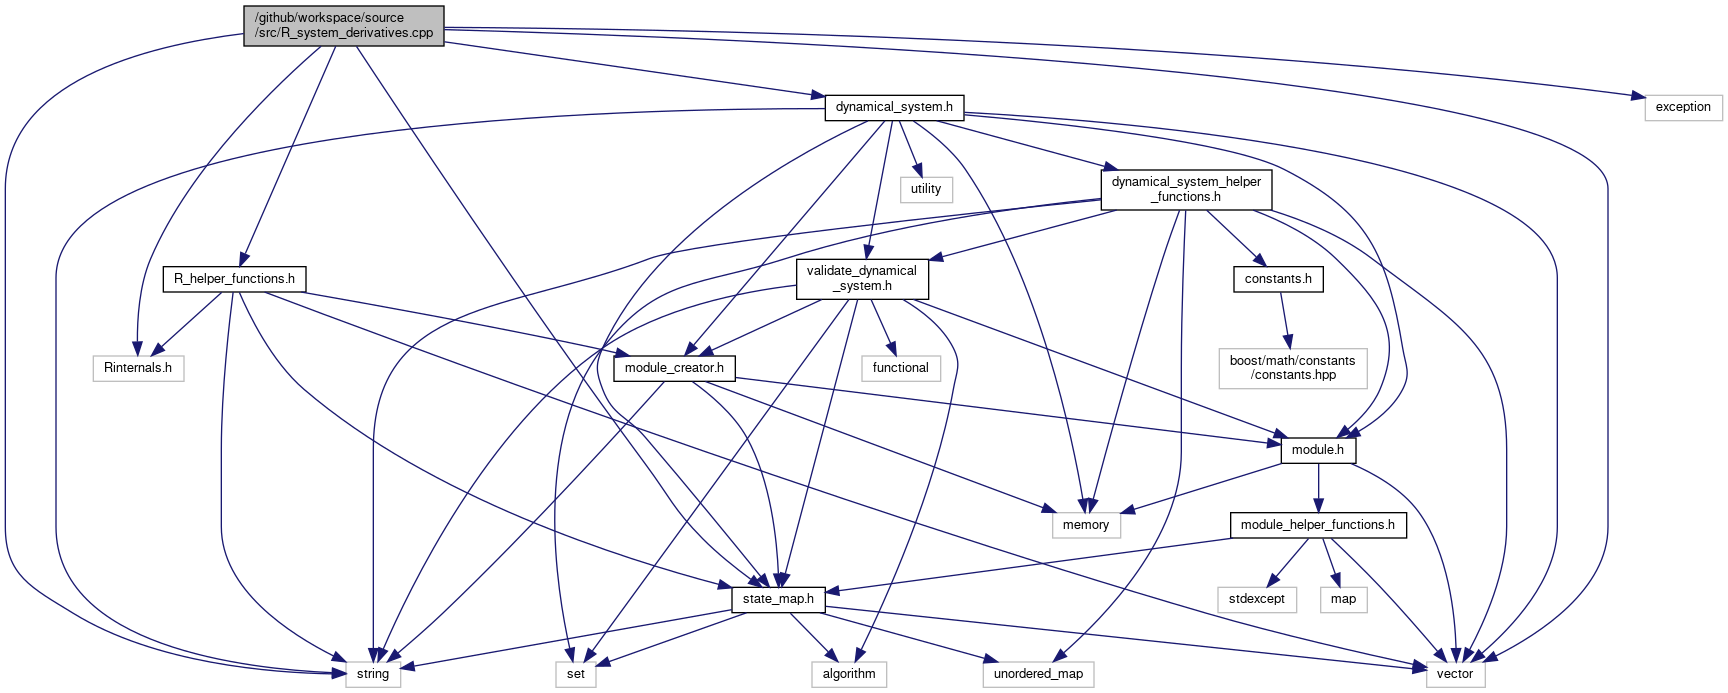 /github/workspace/source
/src/R_system_derivatives.cpp
dynamical_system.h
exception
dynamical_system_helper
_functions.h
utility
validate_dynamical
_system.h
R_helper_functions.h
constants.h
Rinternals.h
module_creator.h
functional
boost/math/constants
/constants.hpp
module.h
memory
module_helper_functions.h
state_map.h
stdexcept
map
string
set
algorithm
unordered_map
vector